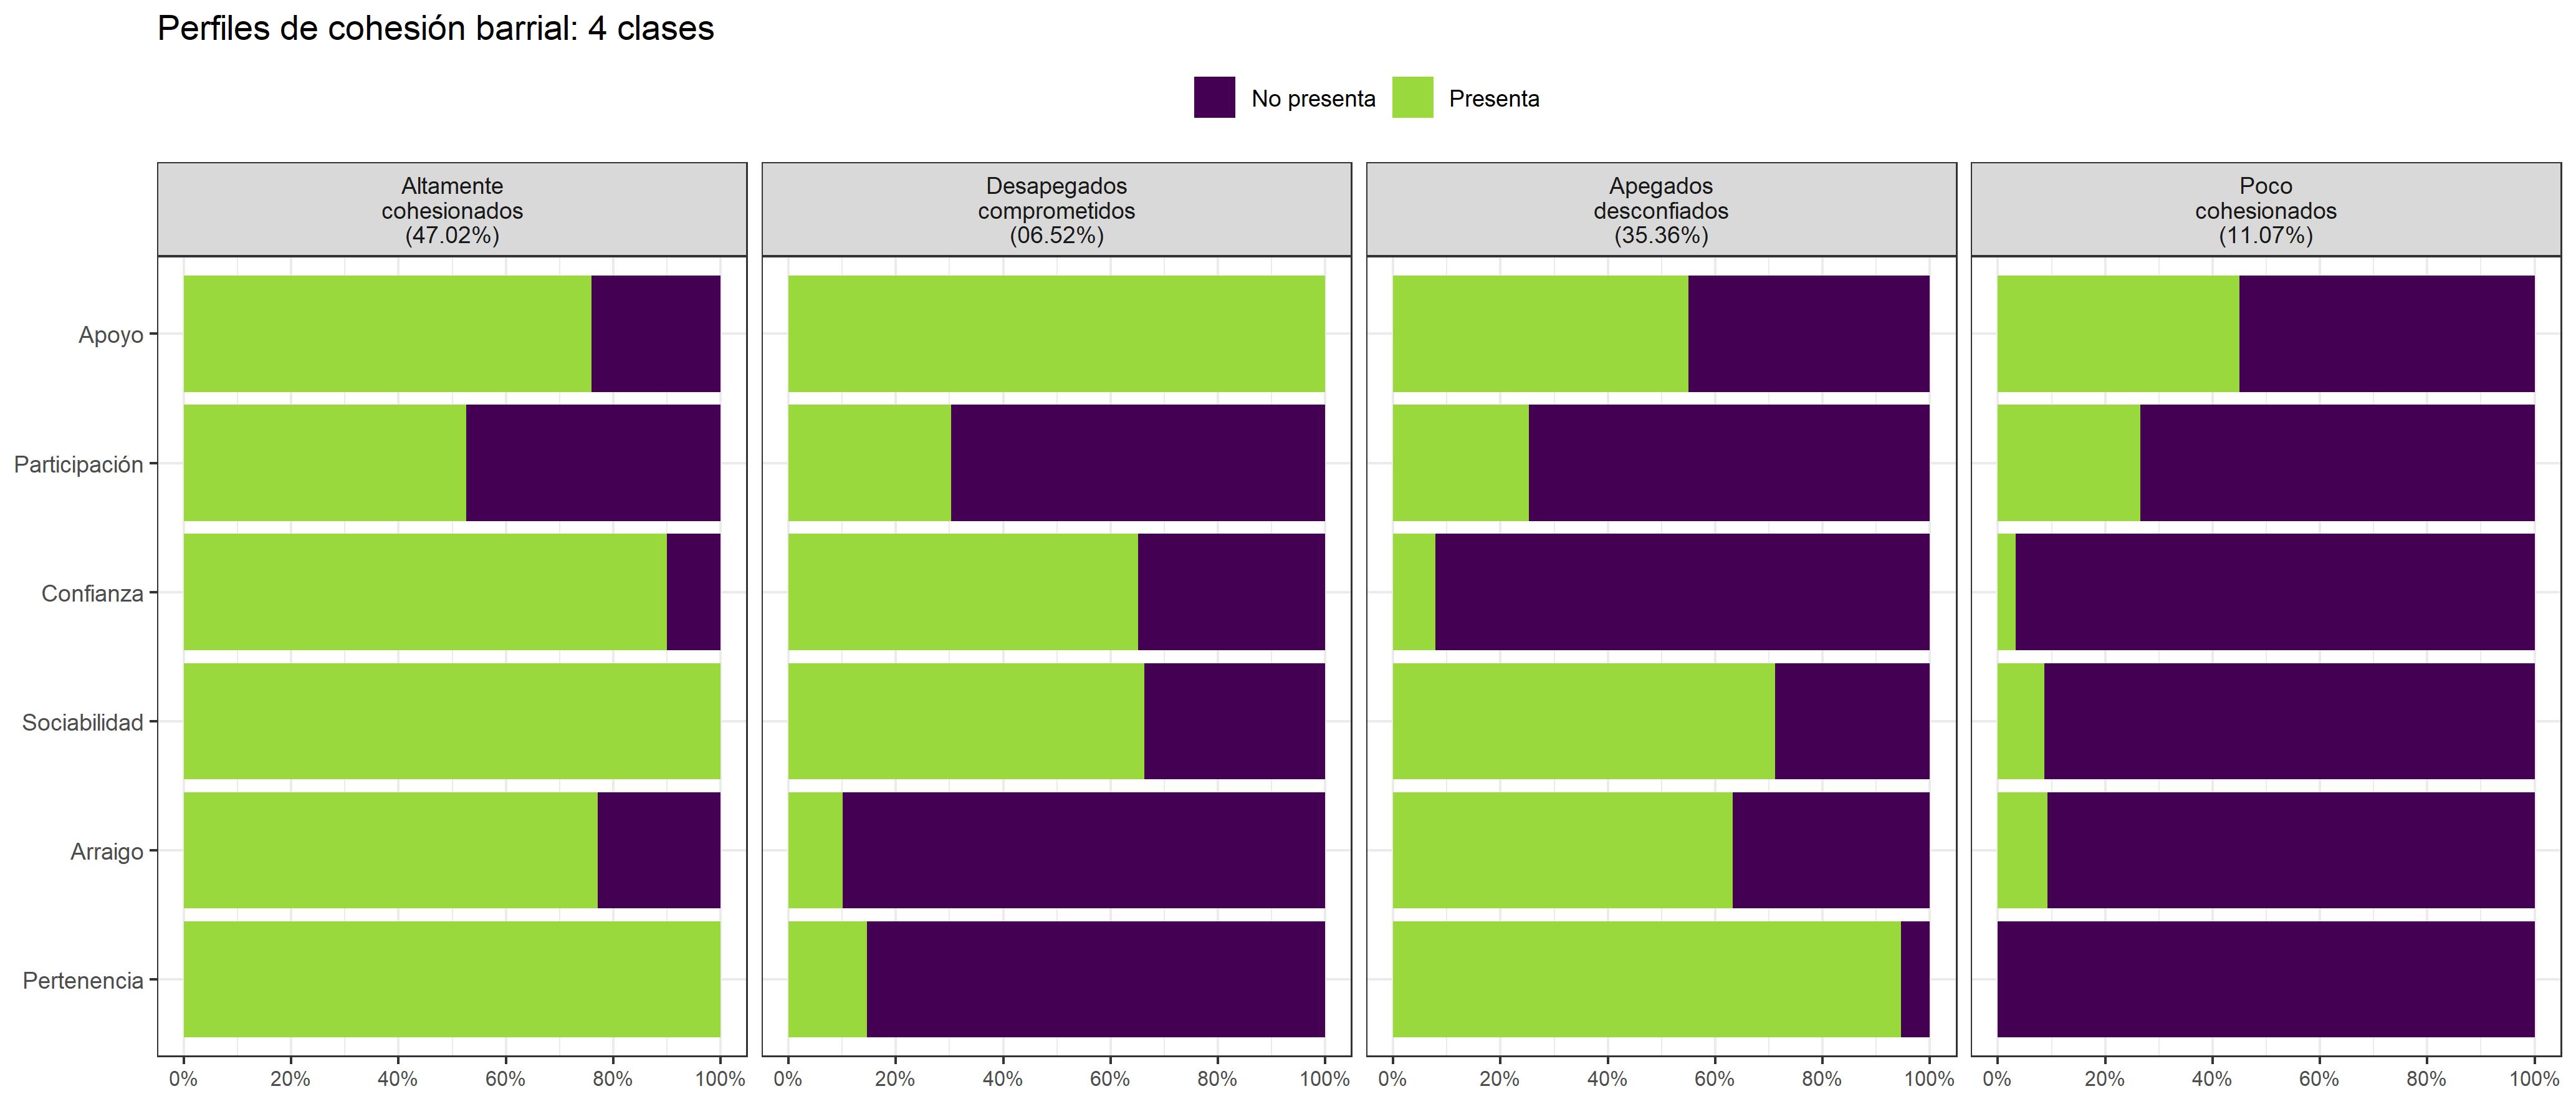 Perfiles de cohesión barrial: 4 clases
No presenta
Presenta
Altamente
cohesionados
(47.02%)
Desapegados
comprometidos
(06.52%)
Apegados
desconfiados
(35.36%)
Poco
cohesionados
(11.07%)
Apoyo
Participación
Confianza
Sociabilidad
Arraigo
Pertenencia
0% 20% 40% 60% 80% 100%
0% 20% 40% 60% 80% 100%
0% 20% 40% 60% 80% 100%
0% 20% 40% 60% 80% 100%